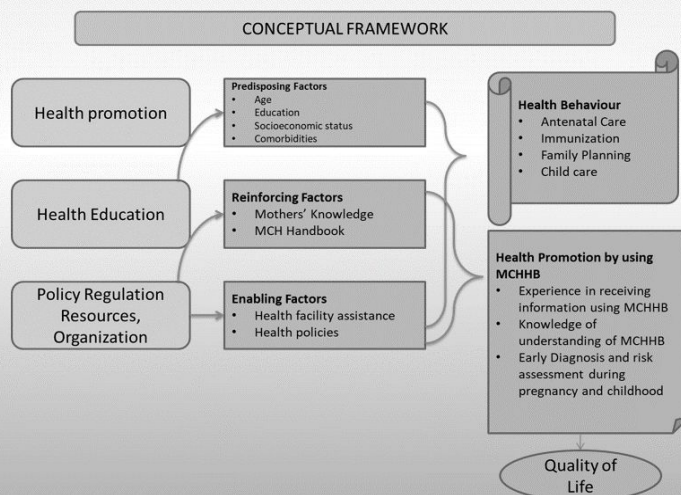 CONCEPTUAL FRAMEWORK
Health promotion
Health Education
Policy Regulation
Resources,
Organization
Predisposing Factors
• Age
• Education
• Socioeconomic status
• Comorbidities
Reinforcing Factors
• Mothers' Knowledge
• MCH Handbook
Enabling Factors
• Health facility assistance
• Health policies
Health Behaviour
• Antenatal Care
• Immunization
• Family Planning
• Child care
Health Promotion by using
MCHHB
• Experience in receiving
information using MCHHB
• Knowledge of
understanding of MCHHB
• Early Diagnosis and risk
assessment during
pregnancy and childhood
Quality of
Life